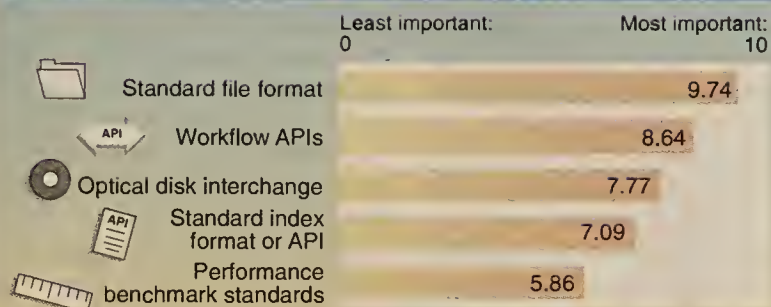 Least important:
0
Most important:
10
Standard file format
9.74
API
Workflow APIs
8.64
Optical disk interchange
7.77
API
Standard index
format or API
7.09
Performance
benchmark standards
5.86